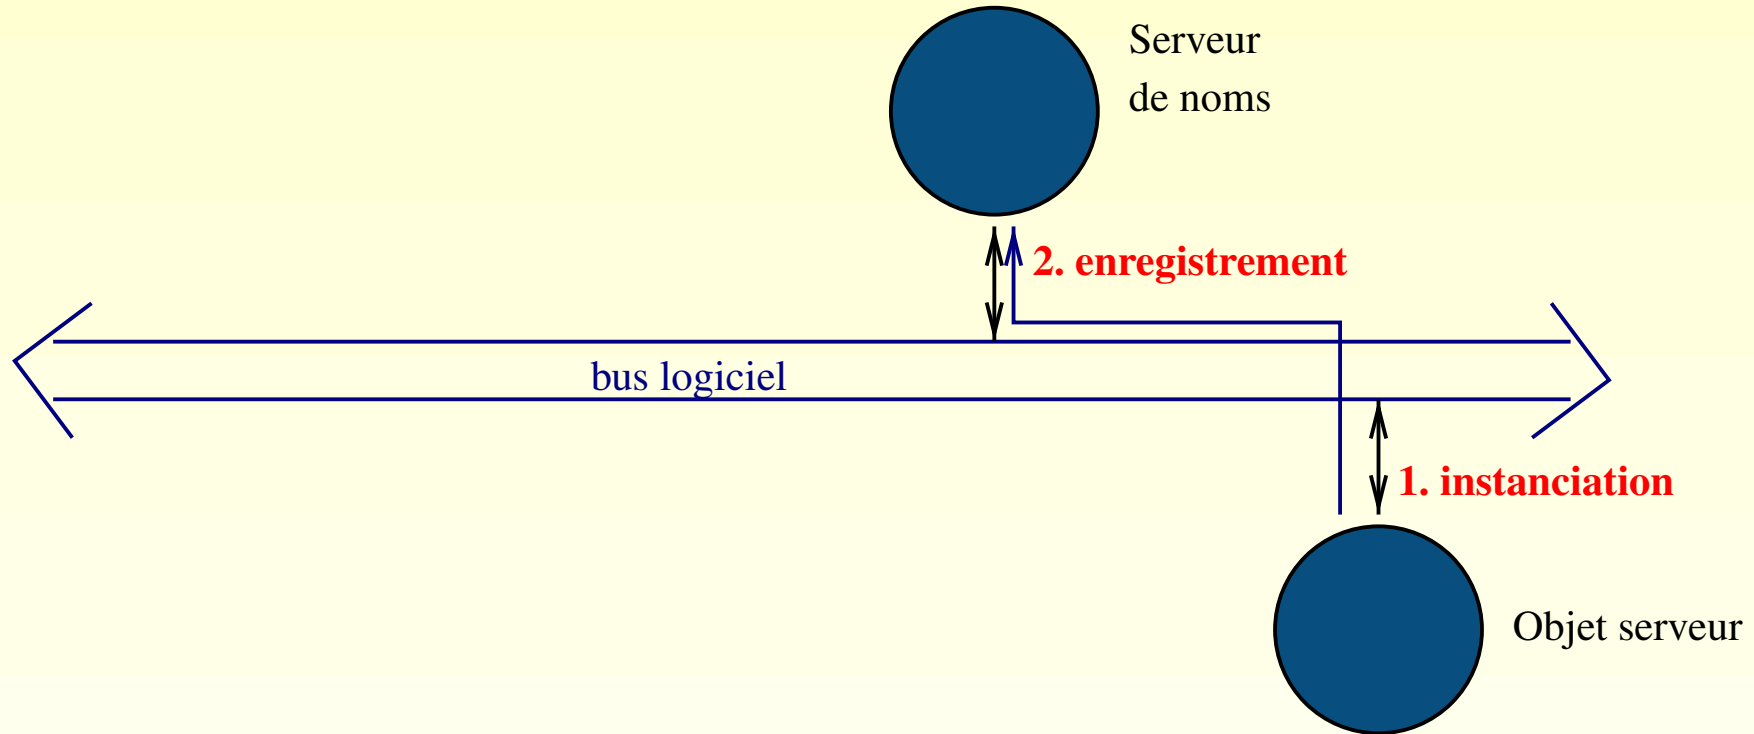 Serveur
de noms
2. enregistrement
bus logiciel
1. instanciation
Objet serveur